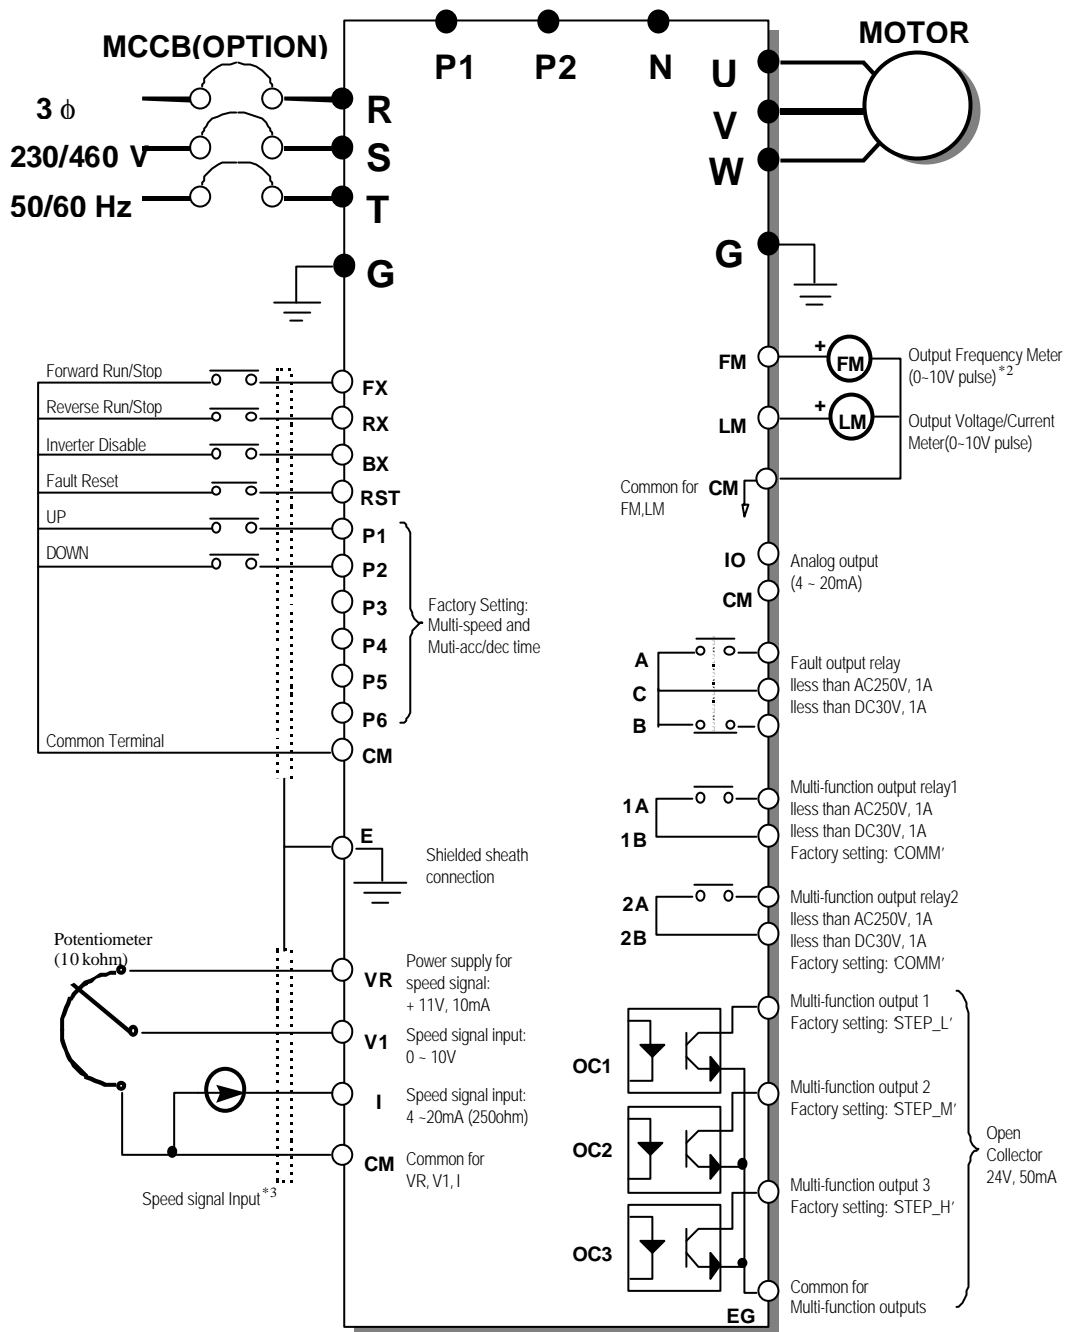 MCCB(OPTION)
MOTOR
P1
P2
N
3 ϕ
230/460 V
50/60 Hz
R
S
T
G
U
V
W
G
Forward Run/Stop
FX
Reverse Run/Stop
RX
Inverter Disable
BX
Fault Reset
RST
UP
P1
DOWN
P2
P3
P4
P5
P6
Factory Setting:
Multi-speed and
Muti-acc/dec time
Common Terminal
CM
E
Shielded sheath
connection
Potentiometer
(10 kohm)
VR
Power supply for
speed signal:
+ 11V, 10mA
V1
Speed signal input:
0 ~ 10V
I
Speed signal input:
4 ~20mA (250ohm)
CM
Common for
VR, V1, I
Speed signal Input*3
FM
+
FM
Output Frequency Meter
(0~10V pulse)*2
LM
+
LM
Output Voltage/Current
Meter(0~10V pulse)
Common for
FM,LM
CM
IO
CM
Analog output
(4 ~ 20mA)
A
C
B
Fault output relay
lless than AC250V, 1A
lless than DC30V, 1A
1A
1B
Multi-function output relay1
lless than AC250V, 1A
lless than DC30V, 1A
Factory setting: ‘COMM’
2A
2B
Multi-function output relay2
lless than AC250V, 1A
lless than DC30V, 1A
Factory setting: ‘COMM’
OC1
Multi-function output 1
Factory setting: ‘STEP_L’
OC2
Multi-function output 2
Factory setting: ‘STEP_M’
OC3
Multi-function output 3
Factory setting: ‘STEP_H’
Open
Collector
24V, 50mA
EG
Common for
Multi-function outputs